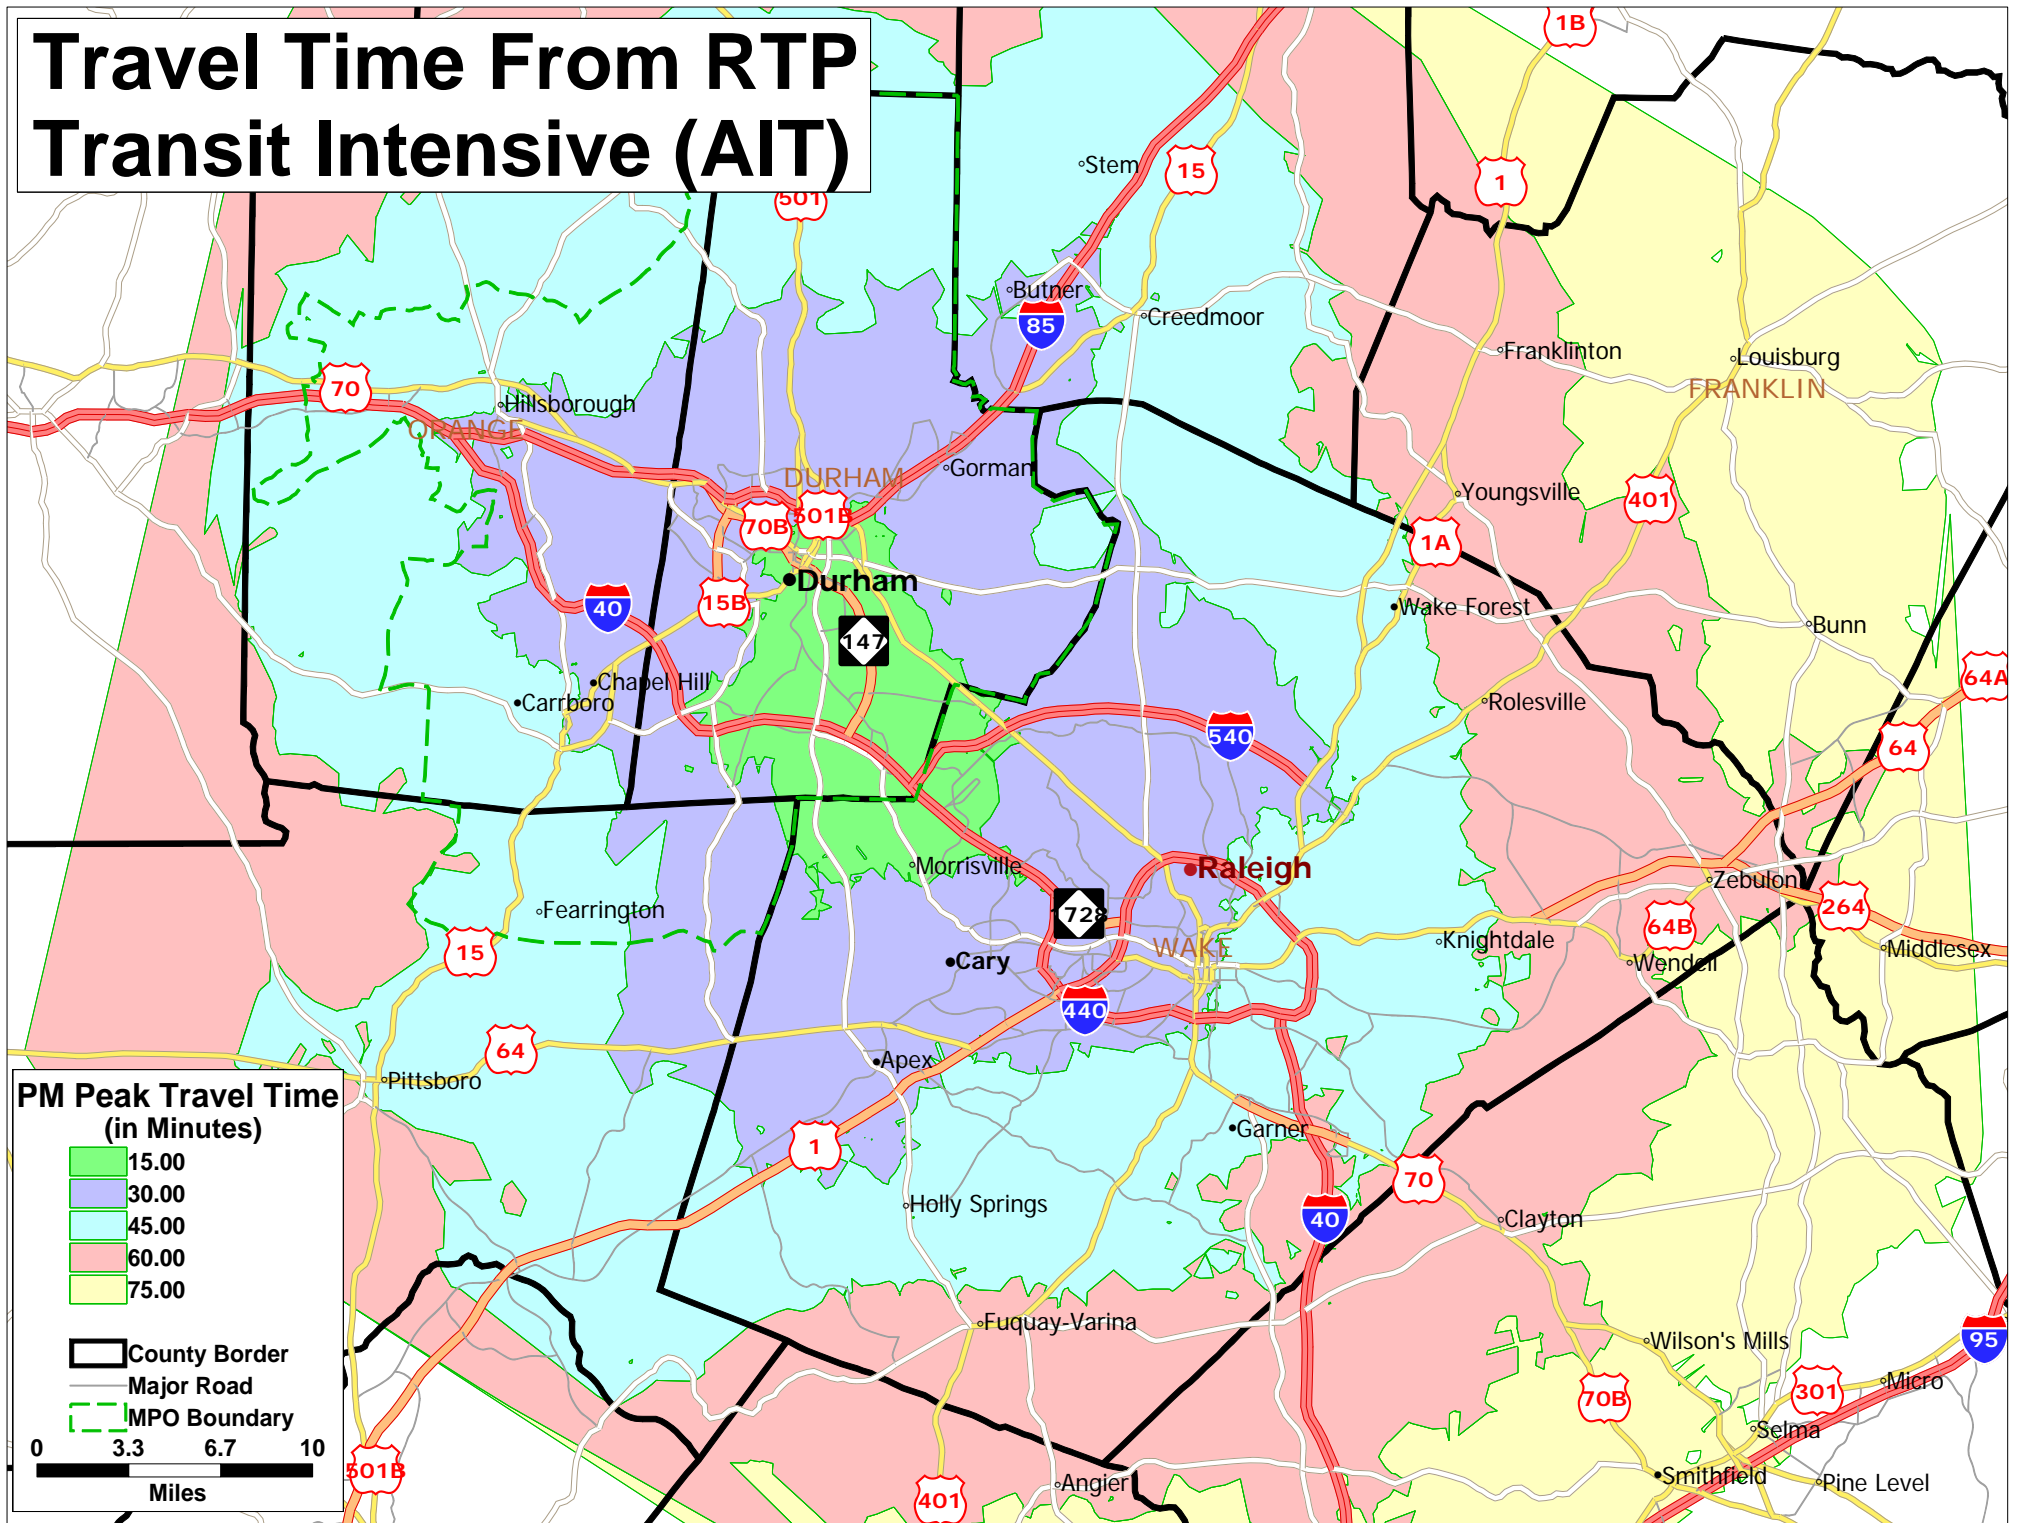 Travel Time From RTP
Transit Intensive (AIT)
1B
Stem
15
1
501
Butner
85
Creedmoor
Franklinton
Louisburg
FRANKLIN
70
Hillsborough
ORANGE
Gorman
DURHAM
70B
501B
Youngsville
401
1A
Durham
15B
40
147
Wake Forest
Bunn
Chapel Hill
Carrboro
Rolesville
64A
540
64
Morrisville
Raleigh
Zebulon
Fearrington
1728
264
64B
15
Cary
WAKE
Knightdale
Wendell
Middlesex
440
64
Apex
Pittsboro
Garner
1
70
Holly Springs
40
Clayton
Fuquay-Varina
Wilson's Mills
95
70B
301
Micro
Selma
501B
401
Angier
Smithfield
Pine Level
PM Peak Travel Time
(in Minutes)
15.00
30.00
45.00
60.00
75.00
County Border
Major Road
MPO Boundary
0 3.3 6.7 10
Miles